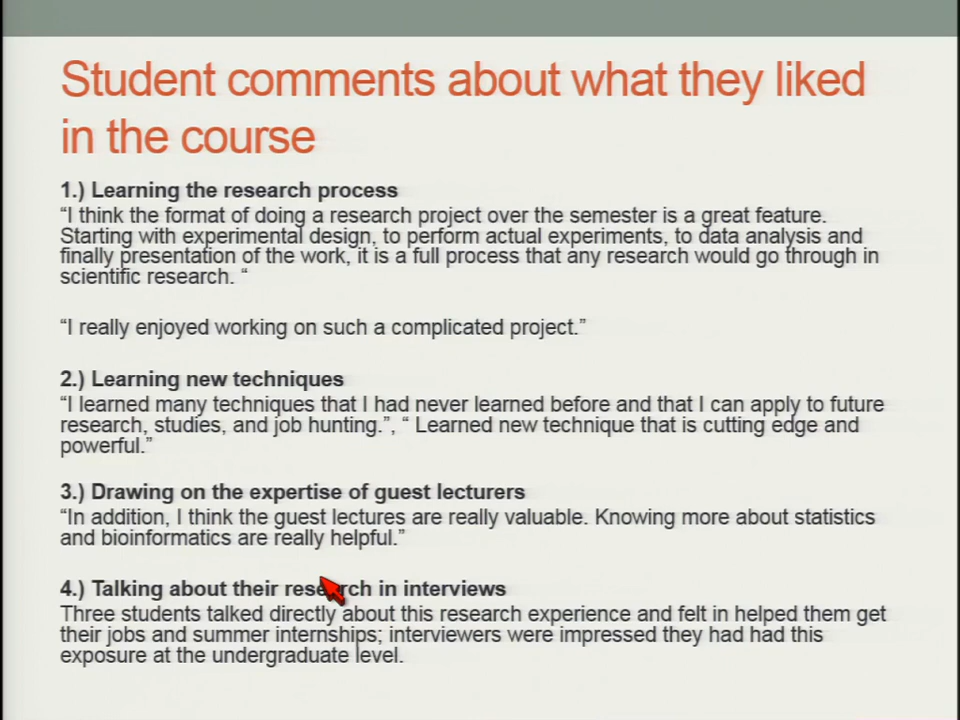 Student comments about what they liked
in the course
1.) Learning the research process
“I think the format of doing a research project over the semester is a great feature.
Starting with experimental design, to perform actual experiments, to data analysis and
finally presentation of the work, it is a full process that any research would go through in
scientific research. “
“I really enjoyed working on such a complicated project.”
2.) Learning new techniques
“I learned many techniques that I had never learned before and that I can apply to future
research, studies, and job hunting.”, “ Learned new technique that is cutting edge and
powerful.”
3.) Drawing on the expertise of guest lecturers
“In addition, I think the guest lectures are really valuable. Knowing more about statistics
and bioinformatics are really helpful.”
4.) Talking about their research in interviews
Three students talked directly about this research experience and felt in helped them get
their jobs and summer internships; interviewers were impressed they had had this
exposure at the undergraduate level.